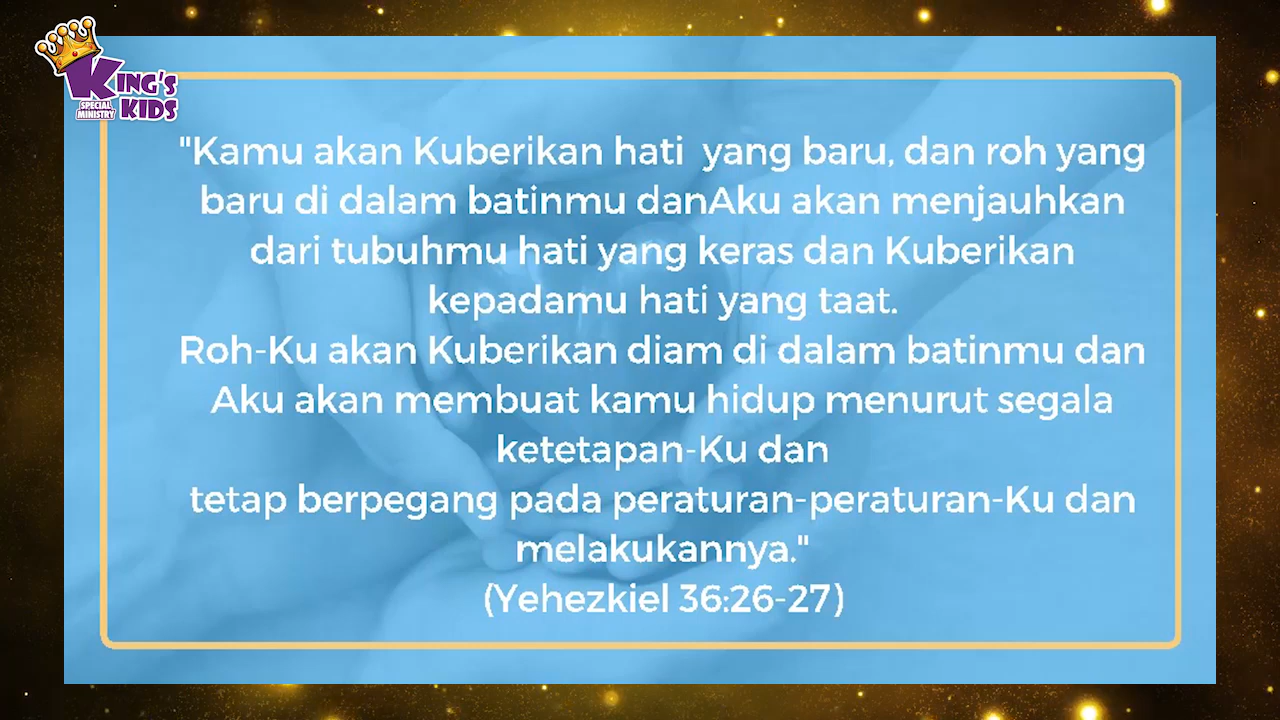 KING'S
SPECIAL MINISTRY KIDS
"Kamu akan Kuberikan hati  yang baru, dan roh yang
baru di dalam batinmu danAku akan menjauhkan
dari tubuhmu hati yang keras dan Kuberikan
kepadamu hati yang taat.
Roh-Ku akan Kuberikan diam di dalam batinmu dan
Aku akan membuat kamu hidup menurut segala
ketetapan-Ku dan
tetap berpegang pada peraturan-peraturan-Ku dan
melakukannya."
(Yehezkiel 36:26-27)